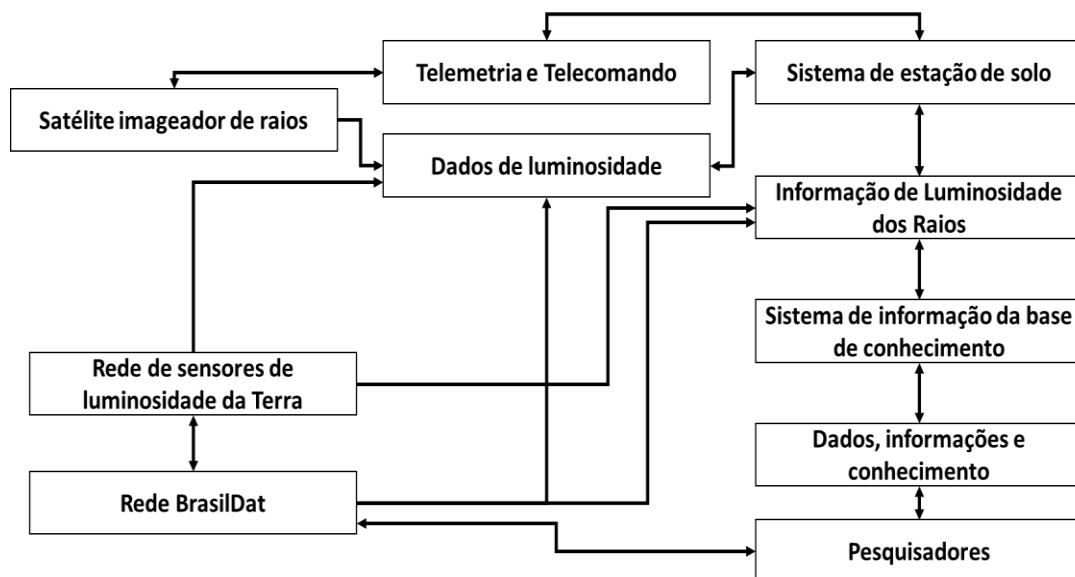 Telemetria e Telecomando
Sistema de estação de solo
Satélite imageador de raios
Dados de luminosidade
Informação de Luminosidade
dos Raios
Sistema de informação da base
de conhecimento
Rede de sensores de
luminosidade da Terra
Dados, informações e
conhecimento
Rede BrasilDat
Pesquisadores